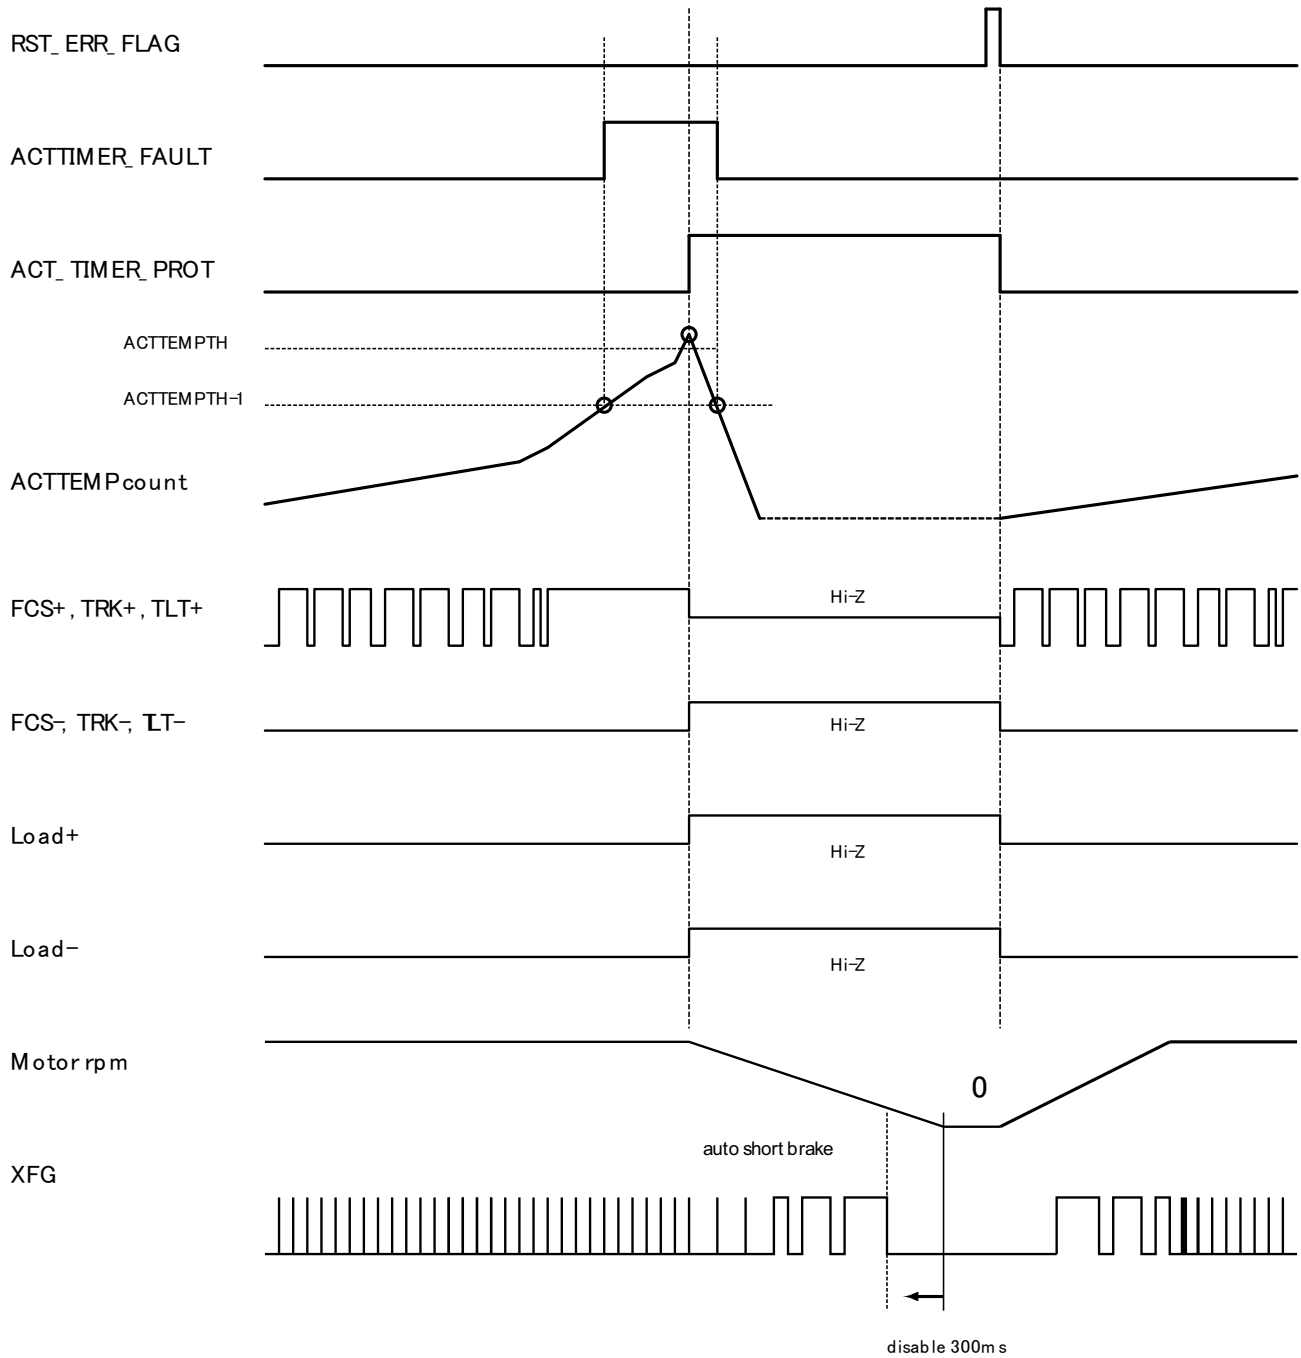 RST_ERR_FLAG
ACTTIMER_FAULT
ACT_TIMER_PROT
ACTTEMPTH
ACTTEMPTH-1
ACTTEMPcount
FCS+, TRK+, TLT+
Hi-Z
FCS-, TRK-, TLT-
Hi-Z
Load+
Hi-Z
Load-
Hi-Z
Motor rpm
0
auto short brake
XFG
disable 300ms